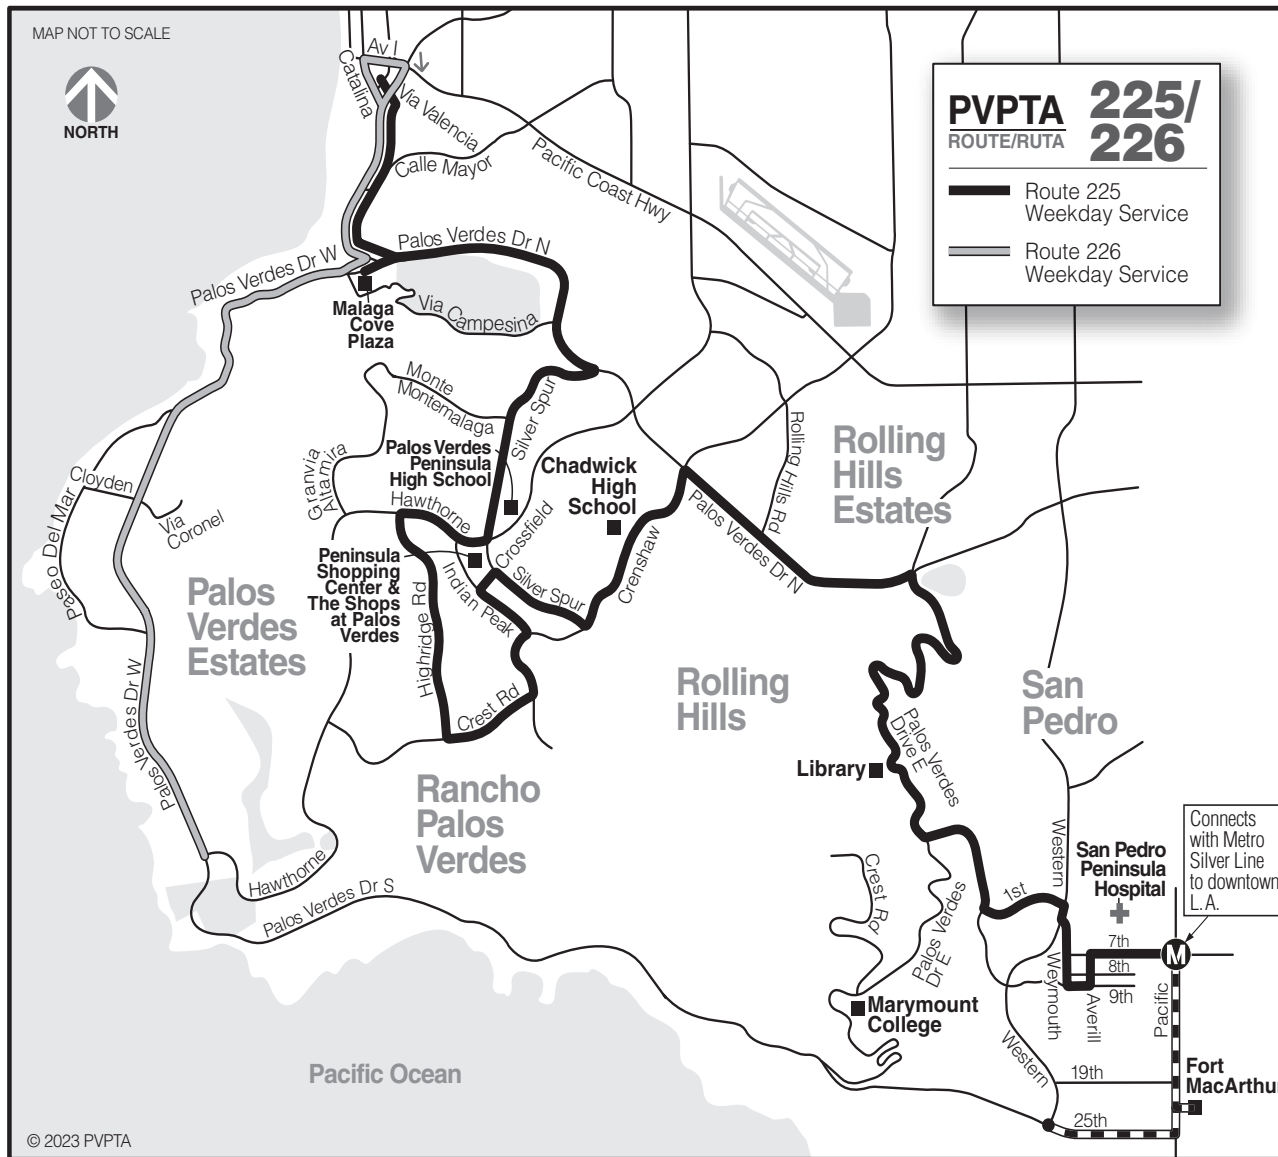 MAP NOT TO SCALE
NORTH
Av I
Catalina
Via Valencia
Calle Mayor
Pacific Coast Hwy
PVPTA
ROUTE/RUTA
225/
226
Route 225
Weekday Service
Route 226
Weekday Service
Palos Verdes Dr N
Palos Verdes Dr W
Malaga
Cove
Plaza
Via Campesina
Monte
Montemalaga
Silver Spur
Granvia
Altamira
Palos Verdes
Peninsula
High School
Chadwick
High
School
Rolling Hills Rd
Rolling
Hills
Estates
Hawthorne
Crossfield
Cloyden
Paseo Del Mar
Via
Coronel
Peninsula
Shopping
Center &
The Shops
at Palos
Verdes
Indian Peak
Silver Spur
Crenshaw
Palos Verdes Dr N
Palos
Verdes
Estates
Highridge Rd
Crest Rd
Rolling
Hills
San
Pedro
Palos Verdes Dr W
Palos Verdes
Drive E
Library
Rancho
Palos
Verdes
Hawthorne
Palos Verdes Dr S
Crest Rd
Palos Verdes
Dr E
1st
Western
San Pedro
Peninsula
Hospital
Connects
with Metro
Silver Line
to downtown
L.A.
7th
M
8th
9th
Weymouth
Averill
Pacific
Marymount
College
Western
19th
Fort
MacArthur
25th
Pacific Ocean
© 2023 PVPTA